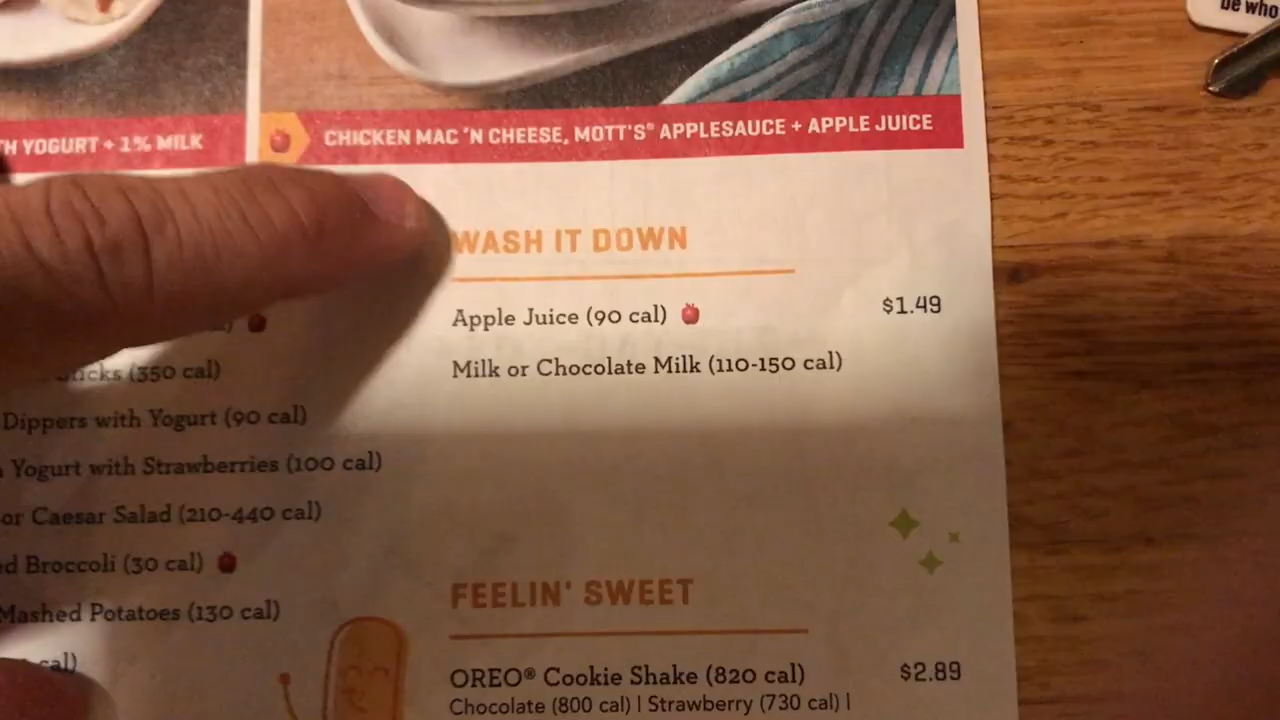 be who
YOGURT + 1% MILK
CHICKEN MAC 'N CHEESE, MOTT'S® APPLESAUCE + APPLE JUICE
WASH IT DOWN
Apple Juice (90 cal) $1.49
Milk or Chocolate Milk (110-150 cal)
(350 cal)
Dippers with Yogurt (90 cal)
Yogurt with Strawberries (100 cal)
or Caesar Salad (210-440 cal)
Broccoli (30 cal)
Mashed Potatoes (130 cal)
cal)
FEELIN' SWEET
OREO® Cookie Shake (820 cal) $2.89
Chocolate (800 cal) | Strawberry (730 cal) |